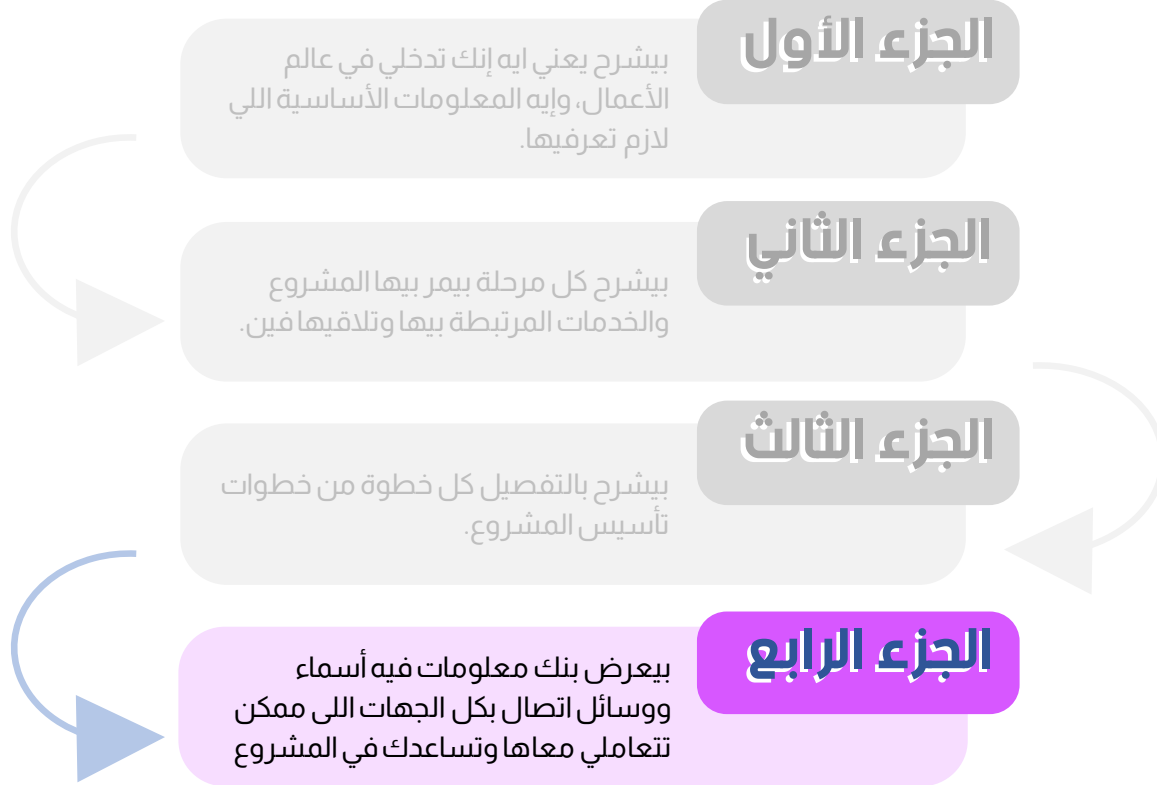 الجزء الأول
بيشرح يعني ايه إنك تدخلي في عالم
الأعمال، وإيه المعلومات الأساسية اللي
لازم تعرفيها.
الجزء الثاني
بيشرح كل مرحلة بيمر بيها المشروع
والخدمات المرتبطة بيها وتلاقيها فين.
الجزء الثالث
بيشرح بالتفصيل كل خطوة من خطوات
تأسيس المشروع.
الجزء الرابع
بيعرض بنك معلومات فيه أسماء
ووسائل اتصال بكل الجهات اللى ممكن
تتعاملي معاها وتساعدك في المشروع